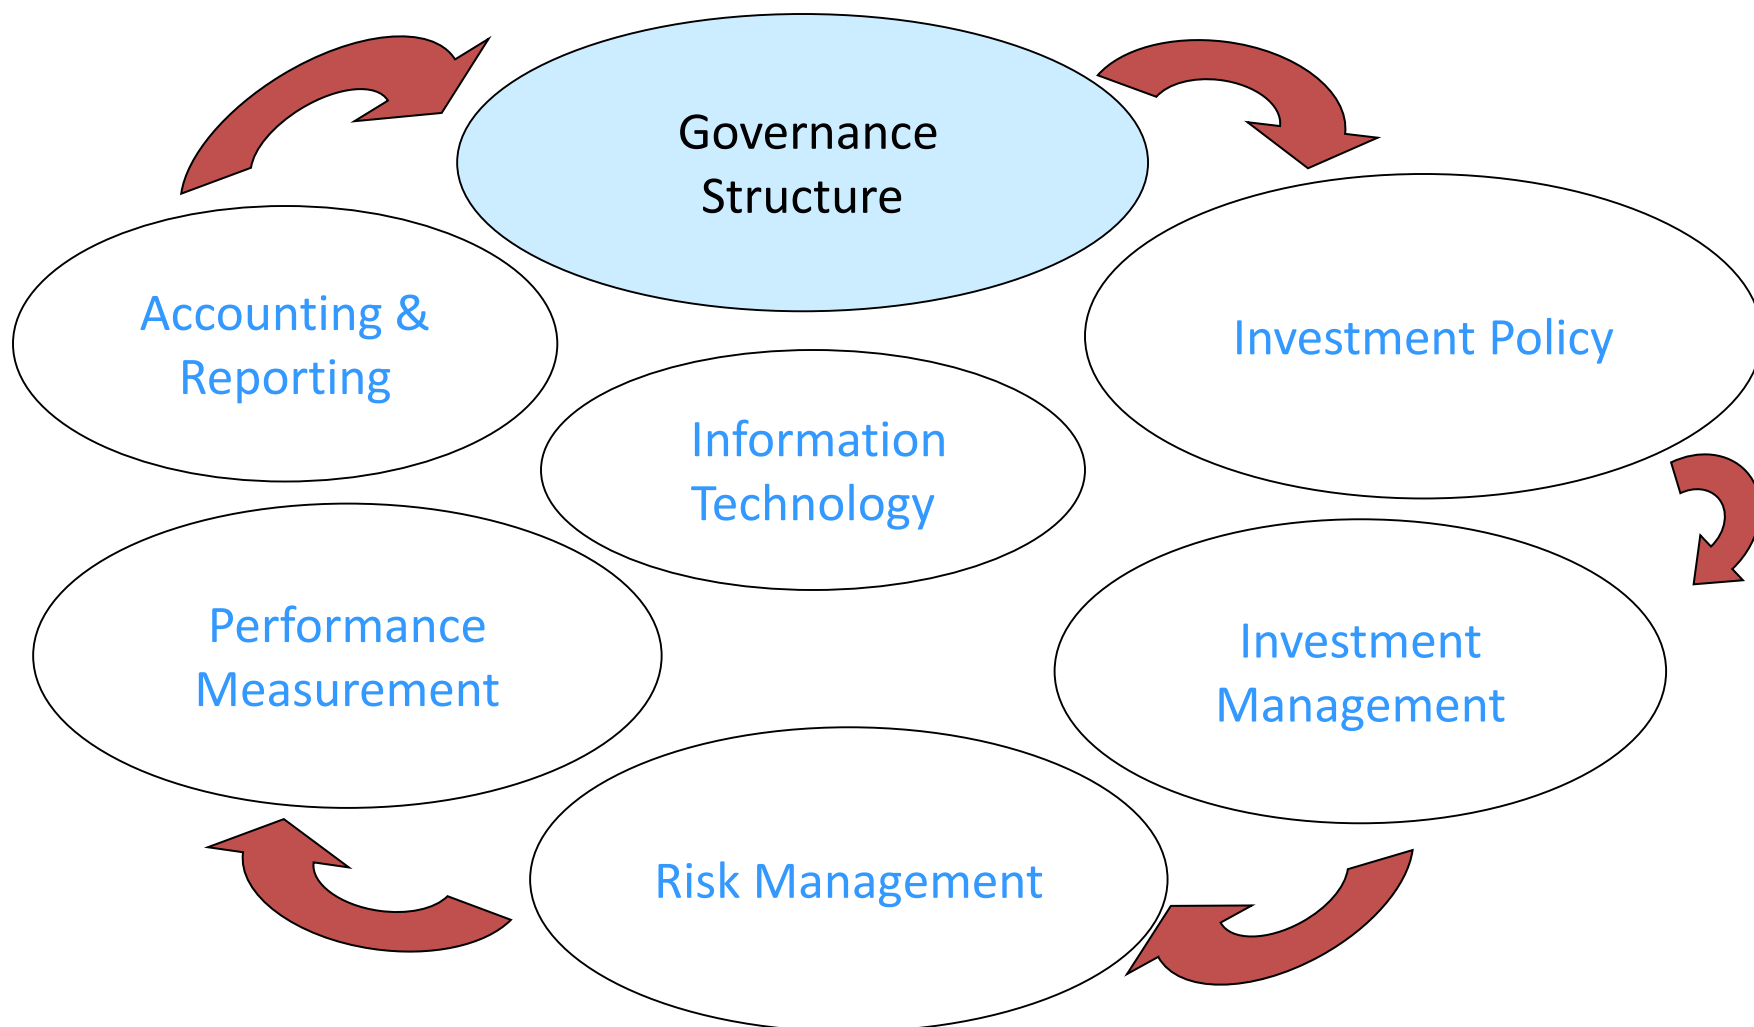 Governance
Structure
Accounting &
Reporting
Investment Policy
Information
Technology
Performance
Measurement
Investment
Management
Risk Management